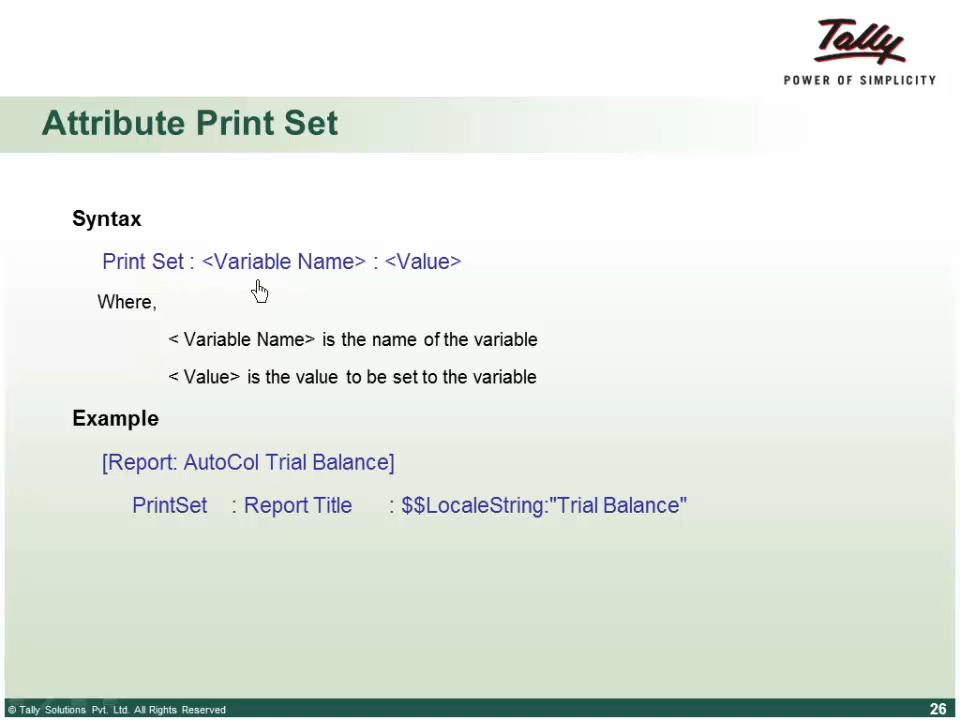 Tally
POWER OF SIMPLICITY
Attribute Print Set
Syntax
Print Set : <Variable Name> : <Value>
Where,
< Variable Name> is the name of the variable
< Value> is the value to be set to the variable
Example
[Report: AutoCol Trial Balance]
PrintSet : Report Title : $$LocaleString:"Trial Balance"
© Tally Solutions Pvt. Ltd. All Rights Reserved
26